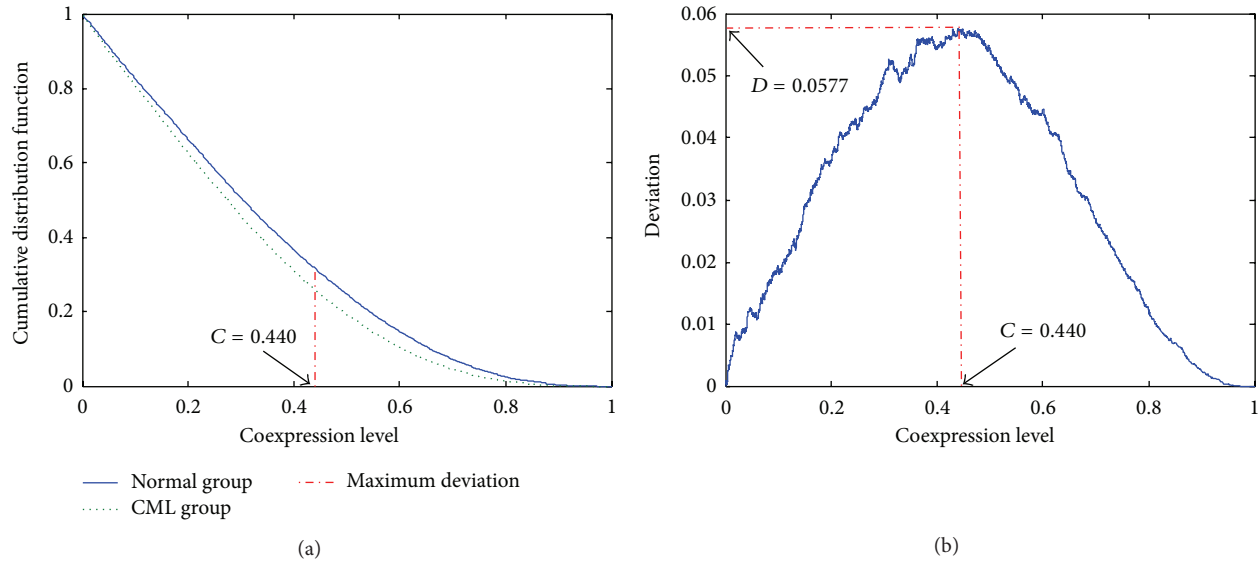 1
0.8
0.6
0.4
0.2
0
Cumulative distribution function
C = 0.440
0 0.2 0.4 0.6 0.8 1
Coexpression level
Normal group
CML group
Maximum deviation
(a)
0.06
0.05
0.04
0.03
0.02
0.01
0
Deviation
D = 0.0577
C = 0.440
0 0.2 0.4 0.6 0.8 1
Coexpression level
(b)